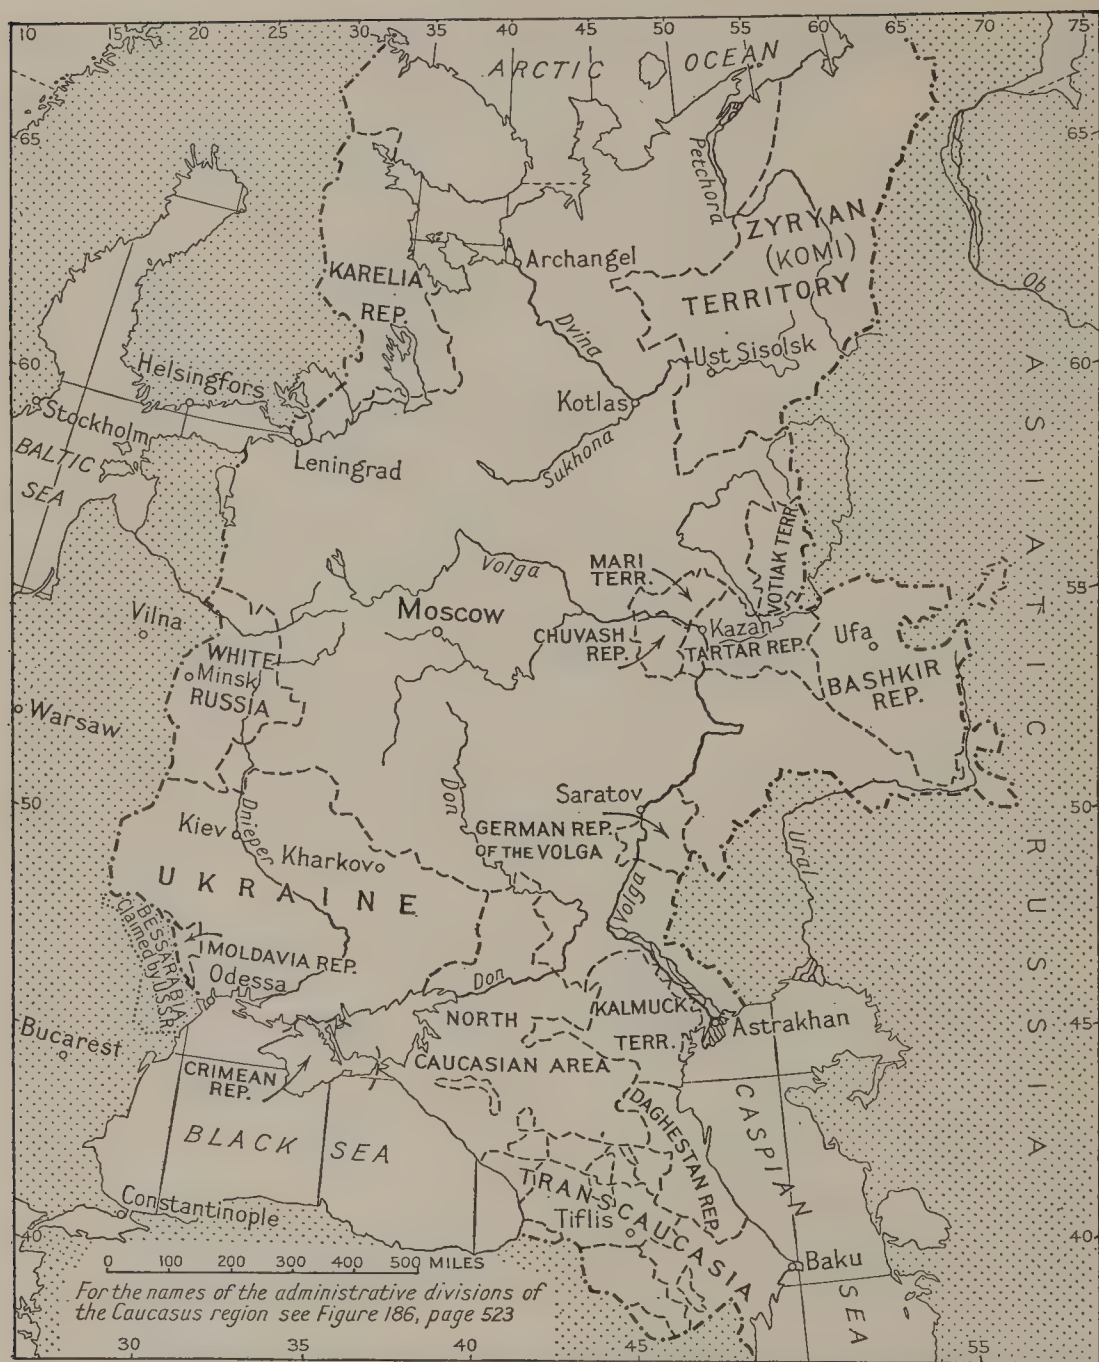 10 15 20 25 30 35 40 45 50 55 60 65 70 75
ARCTIC OCEAN
65
65
Petchora
ZYRYAN
(KOMI)
TERRITORY
Archangel
KARELIA
REP.
Ob
Dvina
Ust Sisolsk
60
60
Helsingfors
Stockholm
Kotlas
BALTIC
SEA
Leningrad
Sukhona
ASIATIC RUSSIA
Volga
MARI
TERR.
VOTIAK TERR.
55
Vilna
Moscow
Kazan
CHUVASH
REP.
TARTAR REP.
Ufa
BASHKIR
REP.
WHITE
Minsk
RUSSIA
Warsaw
Don
50
50
Saratov
Kiev
Dnieper
GERMAN REP.
OF THE VOLGA
Kharkov
Ural
UKRAINE
Volga
BESSARABIA
Claimed by U.S.S.R.
MOLDAVIA REP.
Odessa
Don
KALMUCK
TERR.
NORTH
CAUCASIAN AREA
Astrakhan
45
Bucarest
CRIMEAN
REP.
DAGHESTAN REP.
CASPIAN
SEA
BLACK SEA
TRANSCAUCASIA
Tiflis
Constantinople
40
40
Baku
0 100 200 300 400 500 MILES
For the names of the administrative divisions of
the Caucasus region see Figure 186, page 523
30 40 45 55